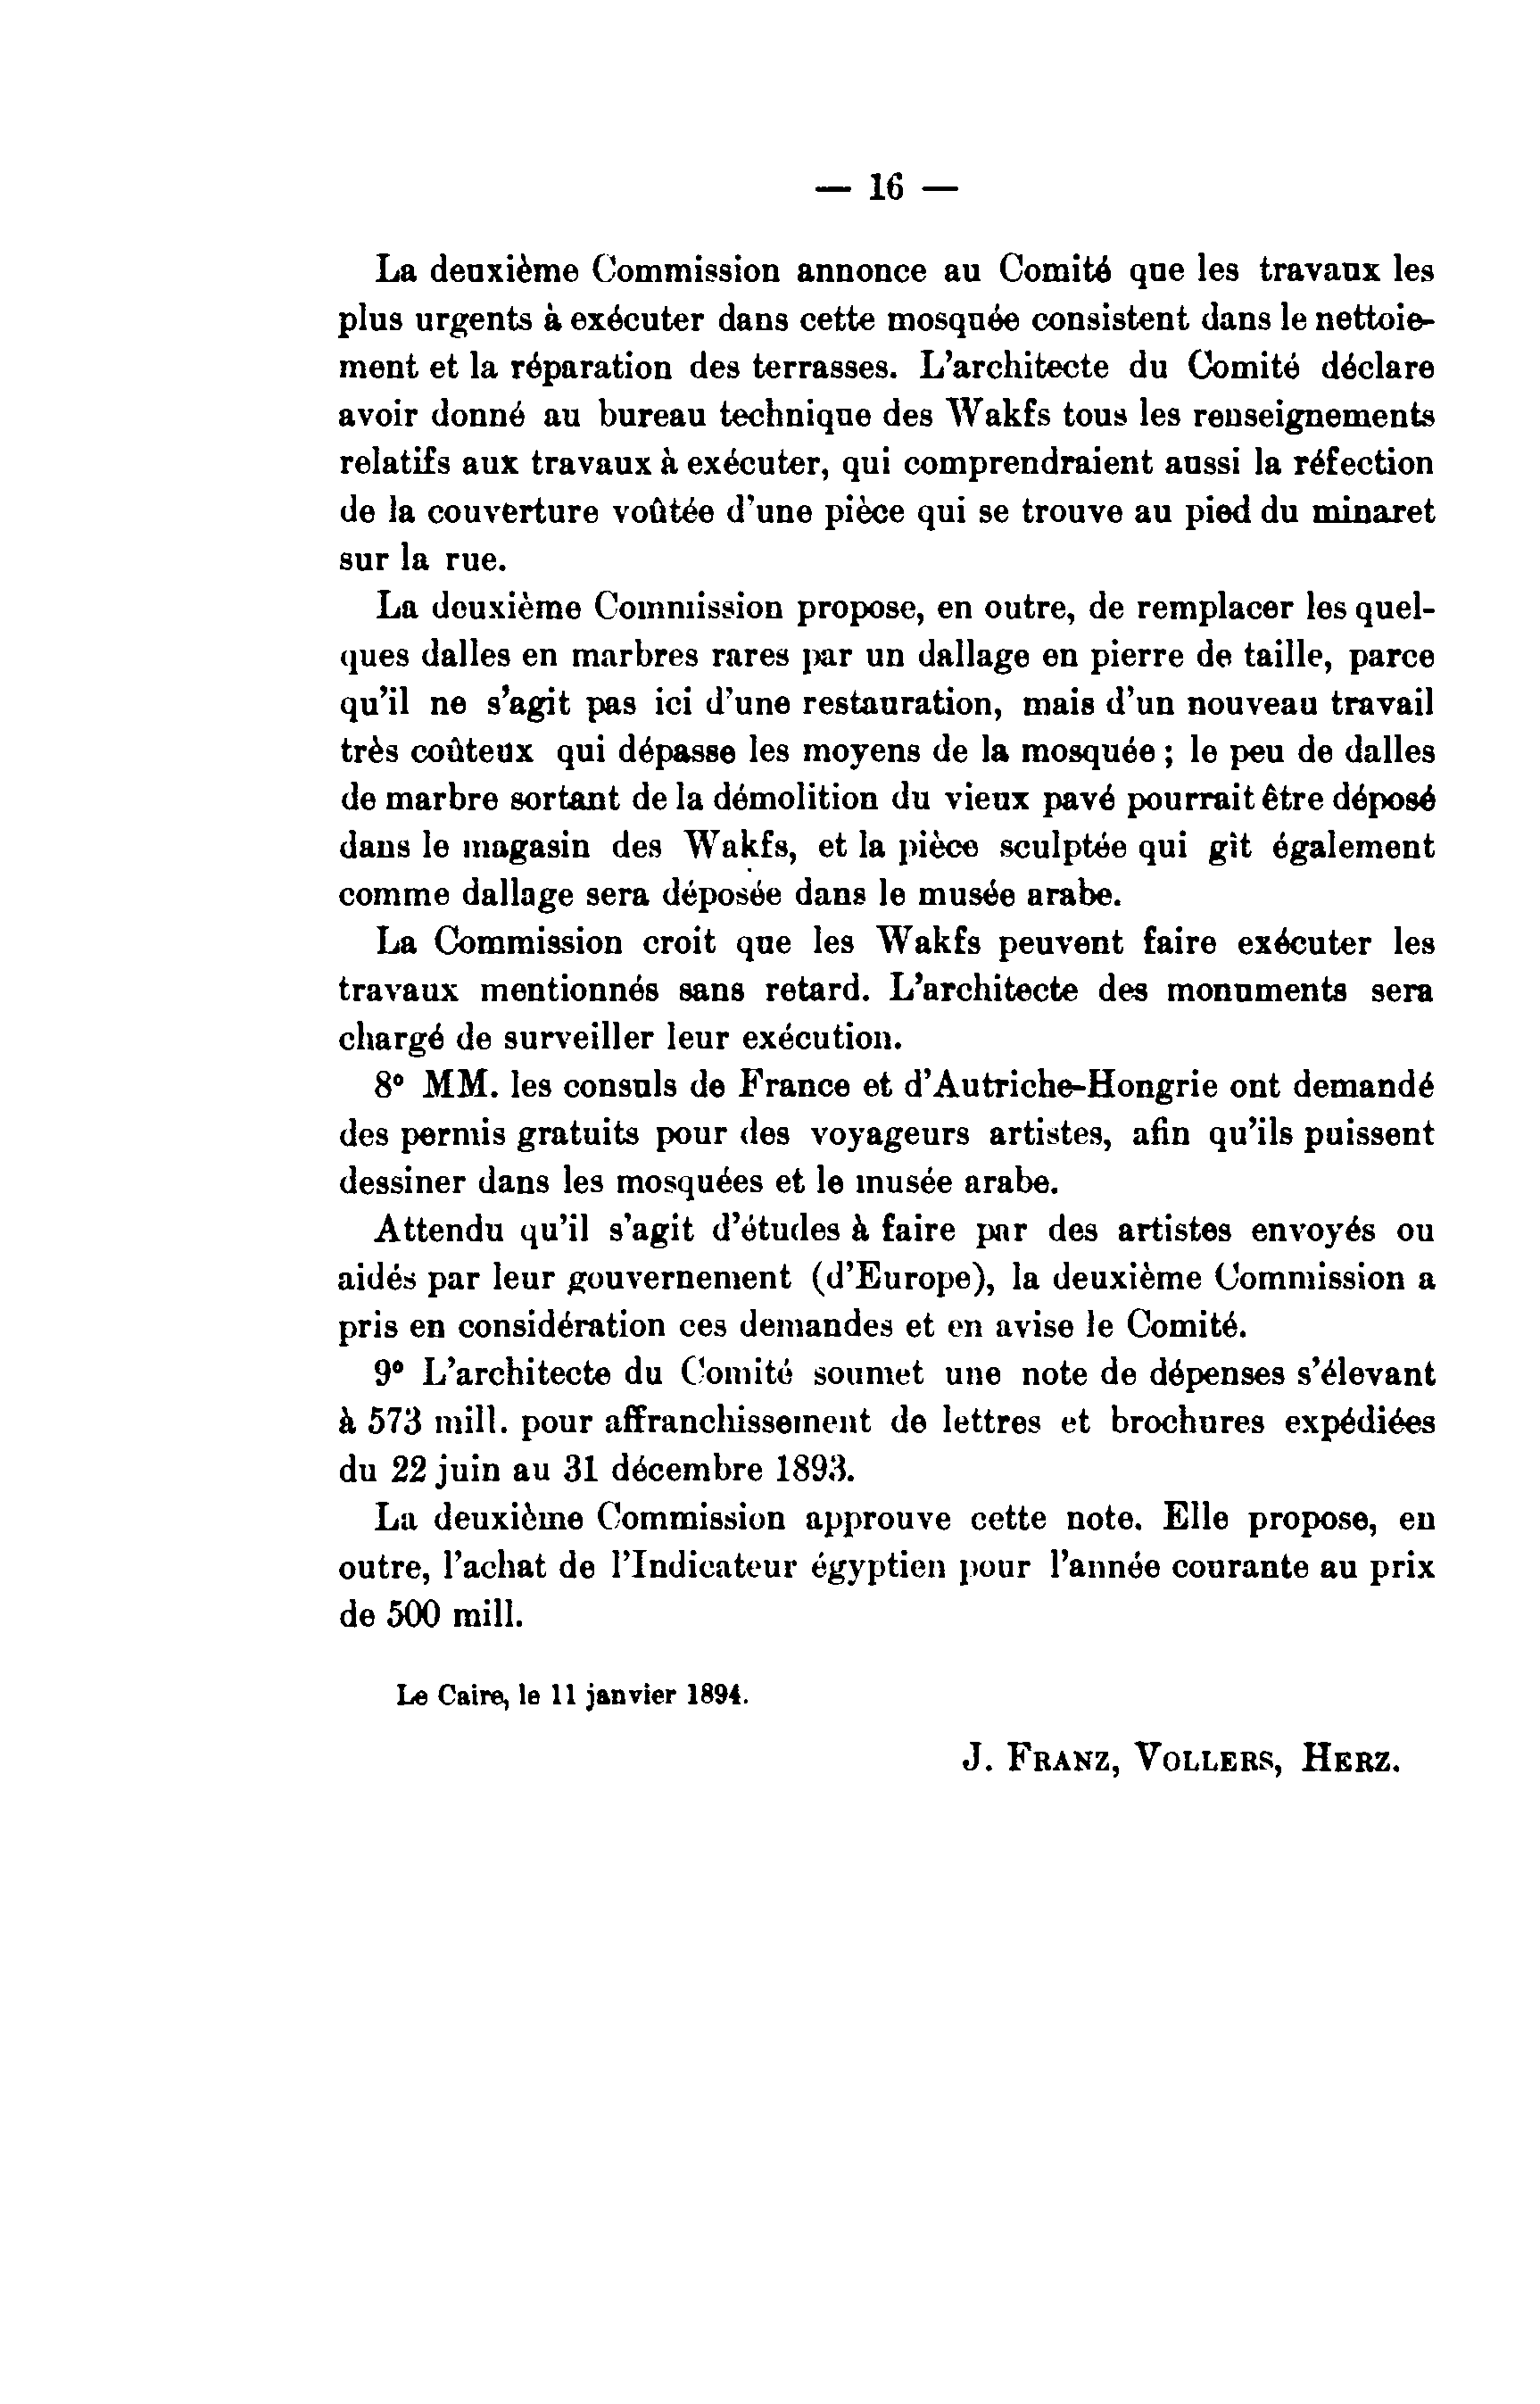 — 16 —
La deuxième Commission annonce au Comité que les travaux les
plus urgents à exécuter dans cette mosquée consistent dans le nettoie-
ment et la réparation des terrasses. L'architecte du Comité déclare
avoir donné au bureau technique des Wakfs tous les renseignements
relatifs aux travaux à exécuter, qui comprendraient aussi la réfection
de la couverture voûtée d'une pièce qui se trouve au pied du minaret
sur la rue.
La deuxième Commission propose, en outre, de remplacer les quel-
ques dalles en marbres rares par un dallage en pierre de taille, parce
qu'il ne s'agit pas ici d'une restauration, mais d'un nouveau travail
très coûteux qui dépasse les moyens de la mosquée ; le peu de dalles
de marbre sortant de la démolition du vieux pavé pourrait être déposé
dans le magasin des Wakfs, et la pièce sculptée qui gît également
comme dallage sera déposée dans le musée arabe.
La Commission croit que les Wakfs peuvent faire exécuter les
travaux mentionnés sans retard. L'architecte des monuments sera
chargé de surveiller leur exécution.
8° MM. les consuls de France et d'Autriche-Hongrie ont demandé
des permis gratuits pour des voyageurs artistes, afin qu'ils puissent
dessiner dans les mosquées et le musée arabe.
Attendu qu'il s'agit d'études à faire par des artistes envoyés ou
aidés par leur gouvernement (d'Europe), la deuxième Commission a
pris en considération ces demandes et en avise le Comité.
9° L'architecte du Comité soumet une note de dépenses s'élevant
à 573 mill. pour affranchissement de lettres et brochures expédiées
du 22 juin au 31 décembre 1893.
La deuxième Commission approuve cette note. Elle propose, en
outre, l'achat de l'Indicateur égyptien pour l'année courante au prix
de 500 mill.
Le Caire, le 11 janvier 1894.
J. FRANZ, VOLLERS, HERZ.